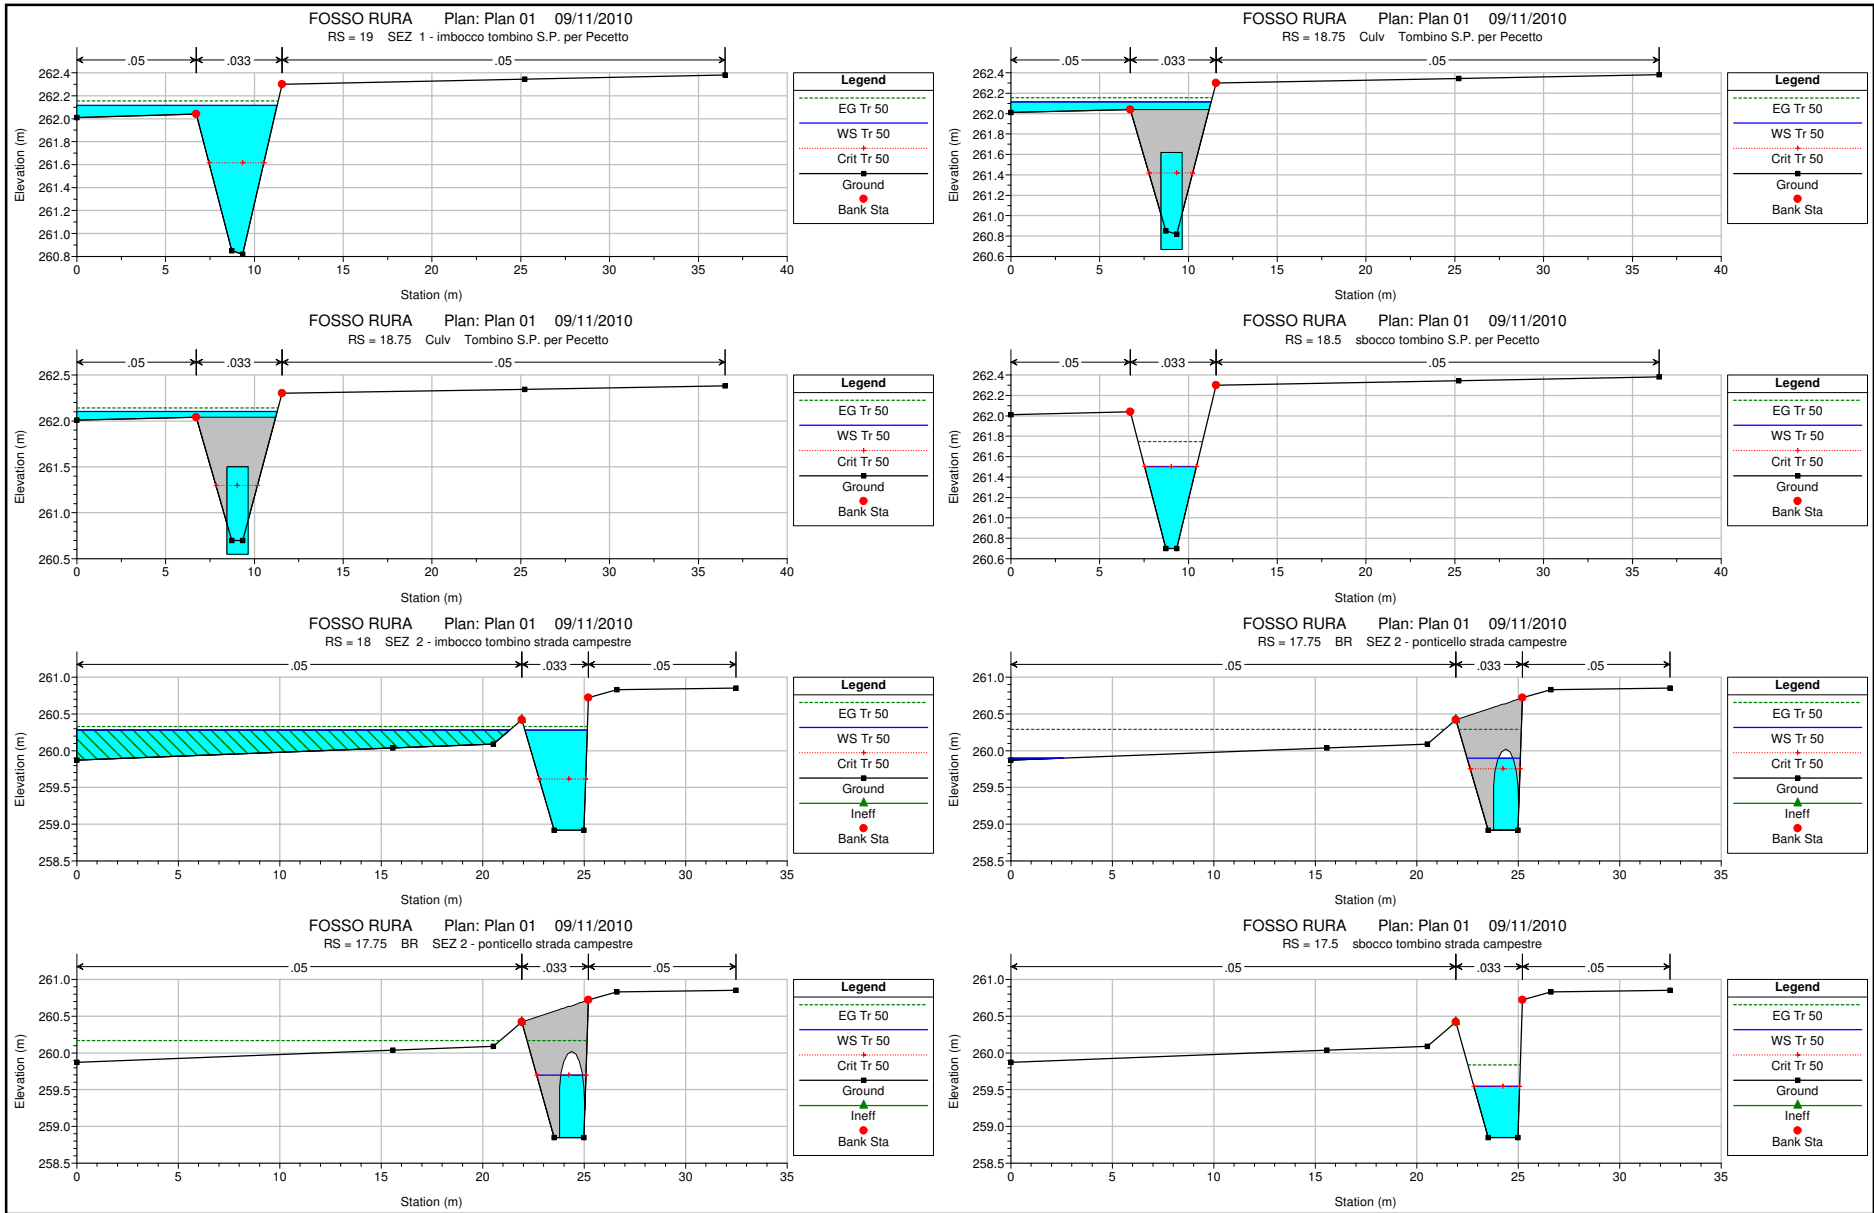 FOSSO RURA Plan: Plan 01 09/11/2010
RS = 19 SEZ 1 - imbocco tombino S.P. per Pecetto
.05 .033 .05
262.4
262.2
262.0
261.8
261.6
261.4
261.2
261.0
260.8
Elevation (m)
0 5 10 15 20 25 30 35 40
Station (m)
Legend
EG Tr 50
WS Tr 50
Crit Tr 50
Ground
Bank Sta
FOSSO RURA Plan: Plan 01 09/11/2010
RS = 18.75 Culv Tombino S.P. per Pecetto
.05 .033 .05
262.4
262.2
262.0
261.8
261.6
261.4
261.2
261.0
260.8
260.6
Elevation (m)
0 5 10 15 20 25 30 35 40
Station (m)
Legend
EG Tr 50
WS Tr 50
Crit Tr 50
Ground
Bank Sta
FOSSO RURA Plan: Plan 01 09/11/2010
RS = 18.75 Culv Tombino S.P. per Pecetto
.05 .033 .05
262.5
262.0
261.5
261.0
260.5
Elevation (m)
0 5 10 15 20 25 30 35 40
Station (m)
Legend
EG Tr 50
WS Tr 50
Crit Tr 50
Ground
Bank Sta
FOSSO RURA Plan: Plan 01 09/11/2010
RS = 18.5 sbocco tombino S.P. per Pecetto
.05 .033 .05
262.4
262.2
262.0
261.8
261.6
261.4
261.2
261.0
260.8
260.6
Elevation (m)
0 5 10 15 20 25 30 35 40
Station (m)
Legend
EG Tr 50
WS Tr 50
Crit Tr 50
Ground
Bank Sta
FOSSO RURA Plan: Plan 01 09/11/2010
RS = 18 SEZ 2 - imbocco tombino strada campestre
.05 .033 .05
261.0
260.5
260.0
259.5
259.0
258.5
Elevation (m)
0 5 10 15 20 25 30 35
Station (m)
Legend
EG Tr 50
WS Tr 50
Crit Tr 50
Ground
Ineff
Bank Sta
FOSSO RURA Plan: Plan 01 09/11/2010
RS = 17.75 BR SEZ 2 - ponticello strada campestre
.05 .033 .05
261.0
260.5
260.0
259.5
259.0
258.5
Elevation (m)
0 5 10 15 20 25 30 35
Station (m)
Legend
EG Tr 50
WS Tr 50
Crit Tr 50
Ground
Ineff
Bank Sta
FOSSO RURA Plan: Plan 01 09/11/2010
RS = 17.75 BR SEZ 2 - ponticello strada campestre
.05 .033 .05
261.0
260.5
260.0
259.5
259.0
258.5
Elevation (m)
0 5 10 15 20 25 30 35
Station (m)
Legend
EG Tr 50
WS Tr 50
Crit Tr 50
Ground
Ineff
Bank Sta
FOSSO RURA Plan: Plan 01 09/11/2010
RS = 17.5 sbocco tombino strada campestre
.05 .033 .05
261.0
260.5
260.0
259.5
259.0
258.5
Elevation (m)
0 5 10 15 20 25 30 35
Station (m)
Legend
EG Tr 50
WS Tr 50
Crit Tr 50
Ground
Ineff
Bank Sta